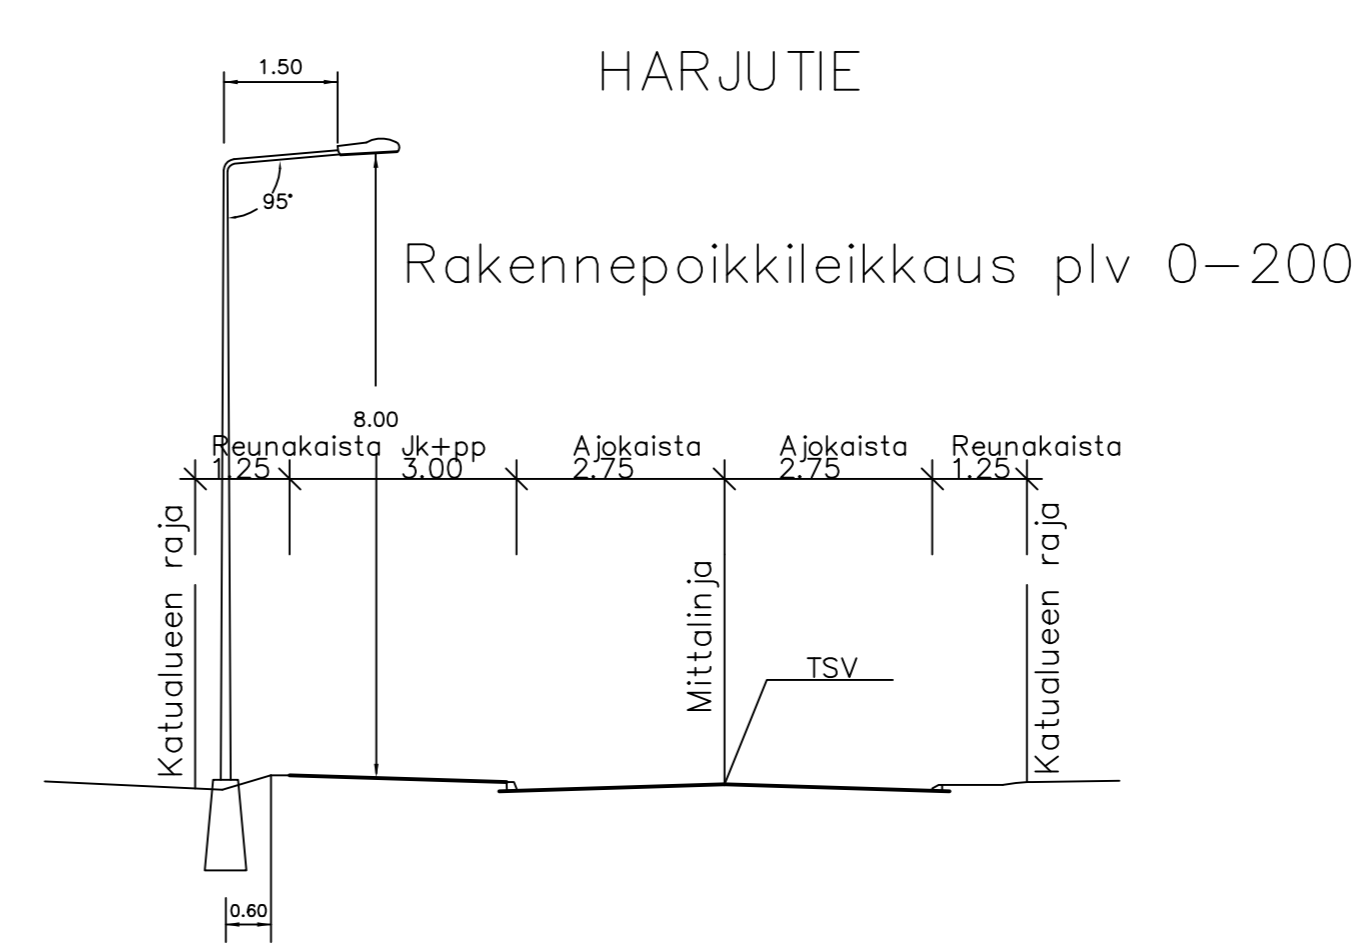 HARJUTIE
1.50
95°
Rakennepoikkileikkaus plv 0-200
8.00
Reunakaista Jk+pp Ajokaista Ajokaista Reunakaista
1.25 3.00 2.75 2.75 1.25
Katualueen raja
Mittalinja
Katualueen raja
TSV
0.60